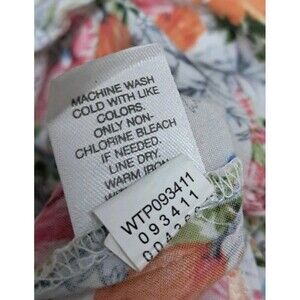 MACHINE WASH
COLD WITH LIKE
COLORS.
ONLY NON-
CHLORINE BLEACH
IF NEEDED.
LINE DRY.
WARM IRON
WTP093411
093411